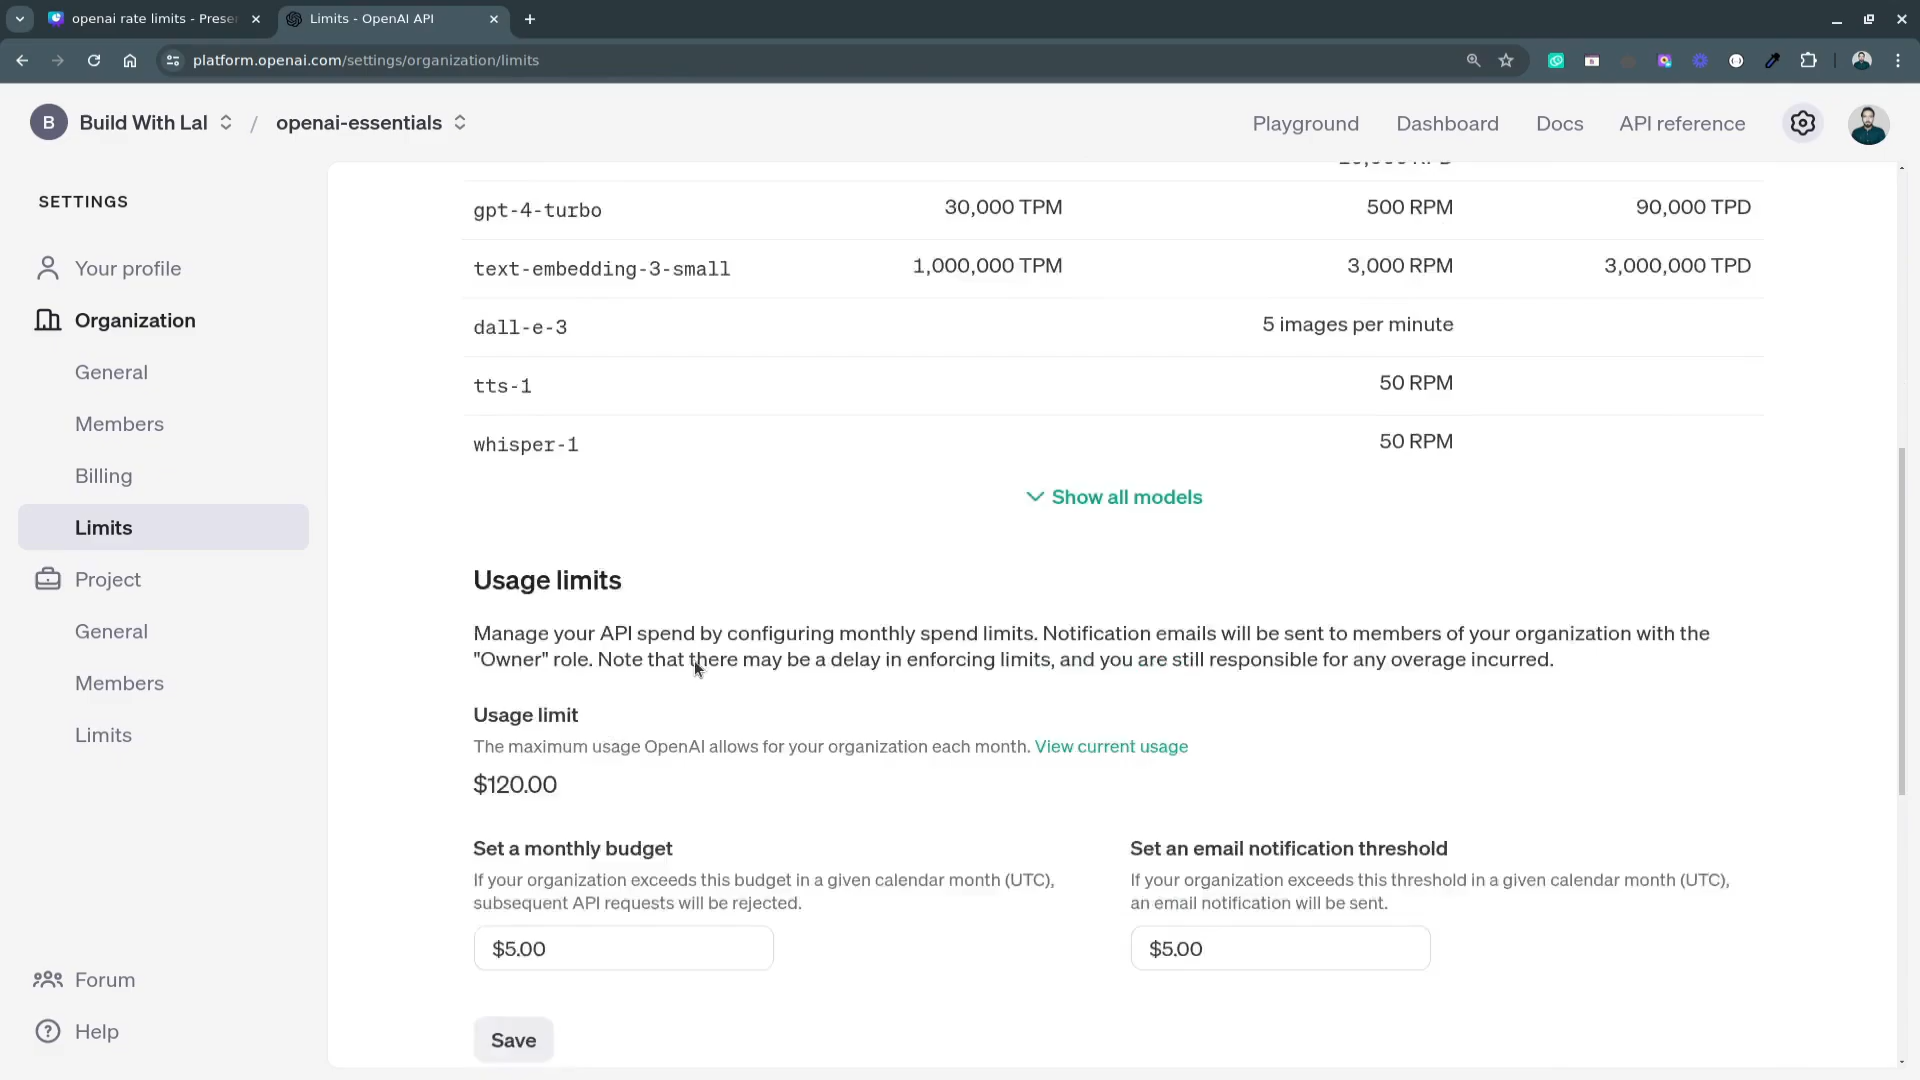 openai rate limits - Prese
Limits - OpenAI API
platform.openai.com/settings/organization/limits
B Build With Lal / openai-essentials
Playground Dashboard Docs API reference
SETTINGS
Your profile
Organization
General
Members
Billing
Limits
Project
General
Members
Limits
Forum
Help
gpt-4-turbo 30,000 TPM 500 RPM 90,000 TPD
text-embedding-3-small 1,000,000 TPM 3,000 RPM 3,000,000 TPD
dall-e-3 5 images per minute
tts-1 50 RPM
whisper-1 50 RPM
Show all models
Usage limits
Manage your API spend by configuring monthly spend limits. Notification emails will be sent to members of your organization with the
"Owner" role. Note that there may be a delay in enforcing limits, and you are still responsible for any overage incurred.
Usage limit
The maximum usage OpenAI allows for your organization each month. View current usage
$120.00
Set a monthly budget
If your organization exceeds this budget in a given calendar month (UTC),
subsequent API requests will be rejected.
$5.00
Set an email notification threshold
If your organization exceeds this threshold in a given calendar month (UTC),
an email notification will be sent.
$5.00
Save